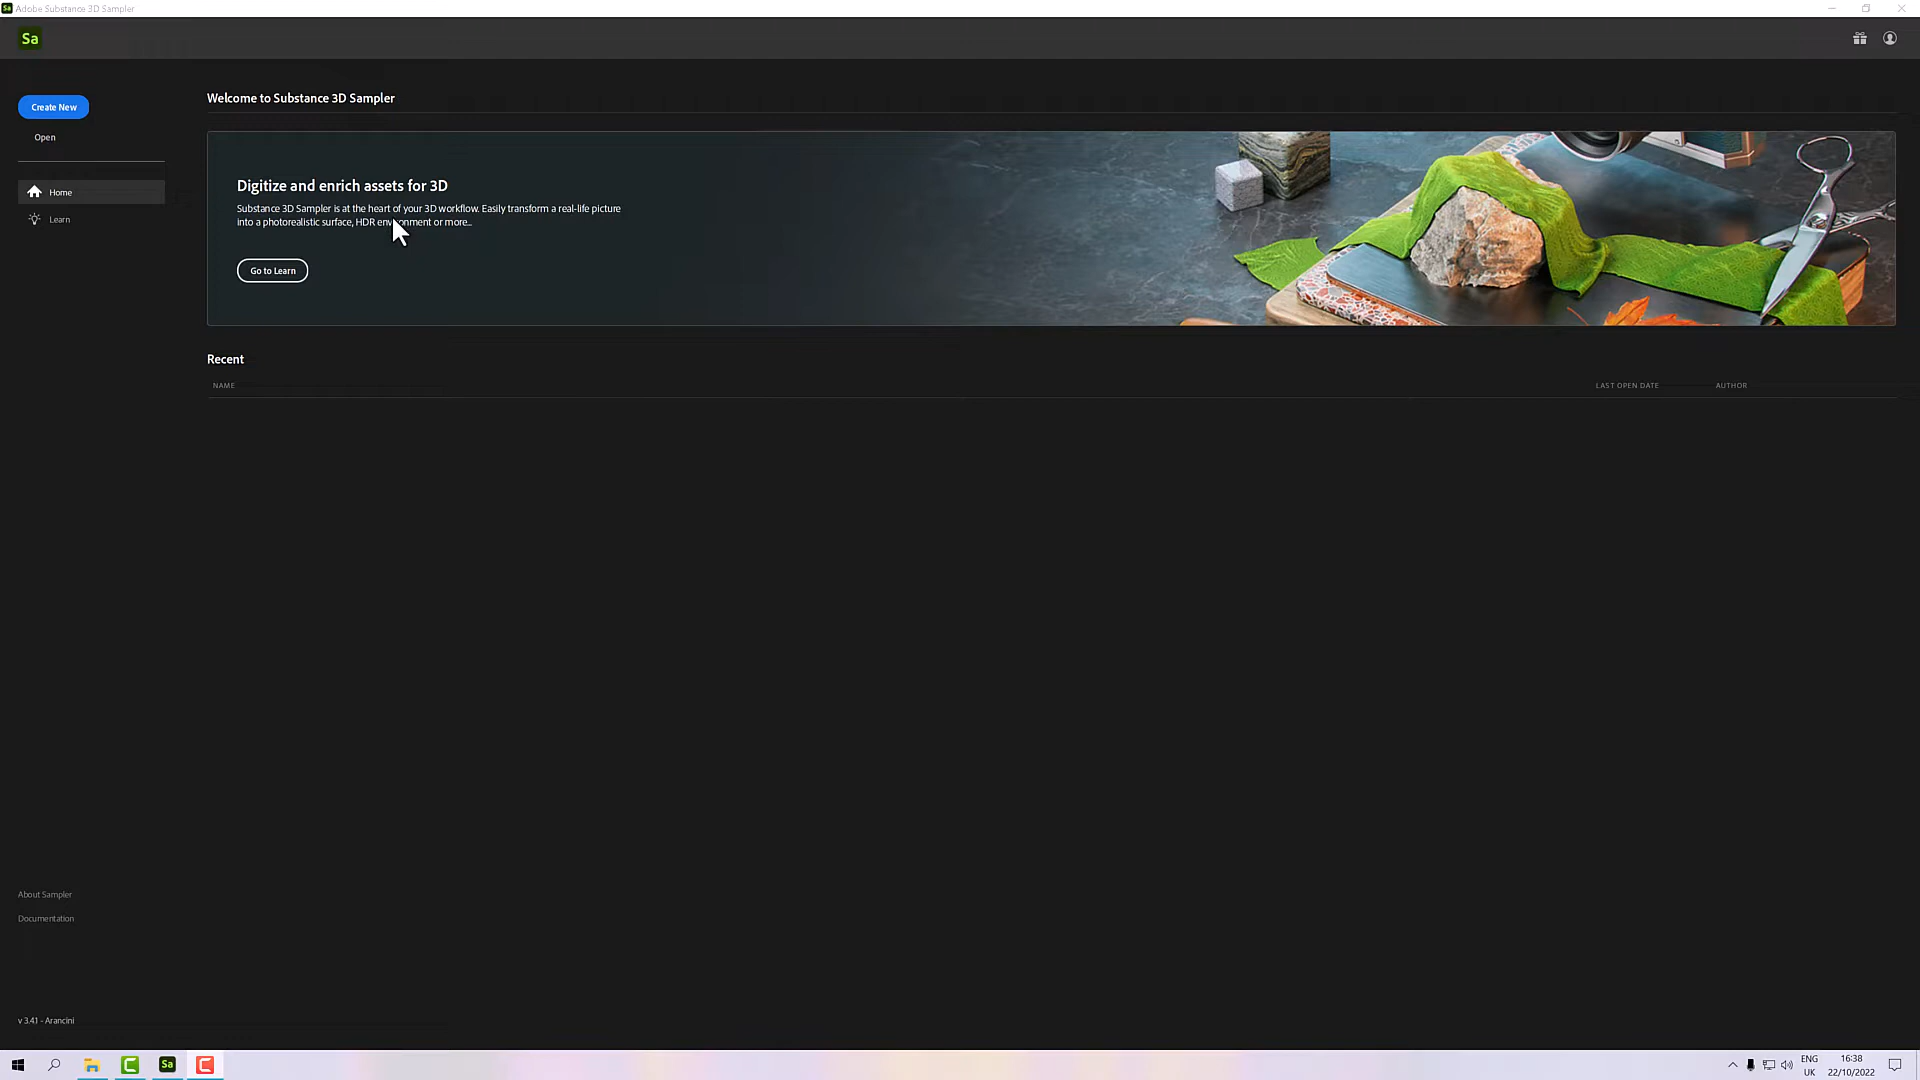 Sa Adobe Substance 3D Sampler
Sa
Create New
Open
Home
Learn
Welcome to Substance 3D Sampler
Digitize and enrich assets for 3D
Substance 3D Sampler is at the heart of your 3D workflow. Easily transform a real-life picture
into a photorealistic surface, HDR or more...
Go to Learn
Recent
NAME LAST OPEN DATE AUTHOR
About Sampler
Documentation
v 3.4.1 - Arancini
Sa
ENG
UK
16:38
22/10/2022